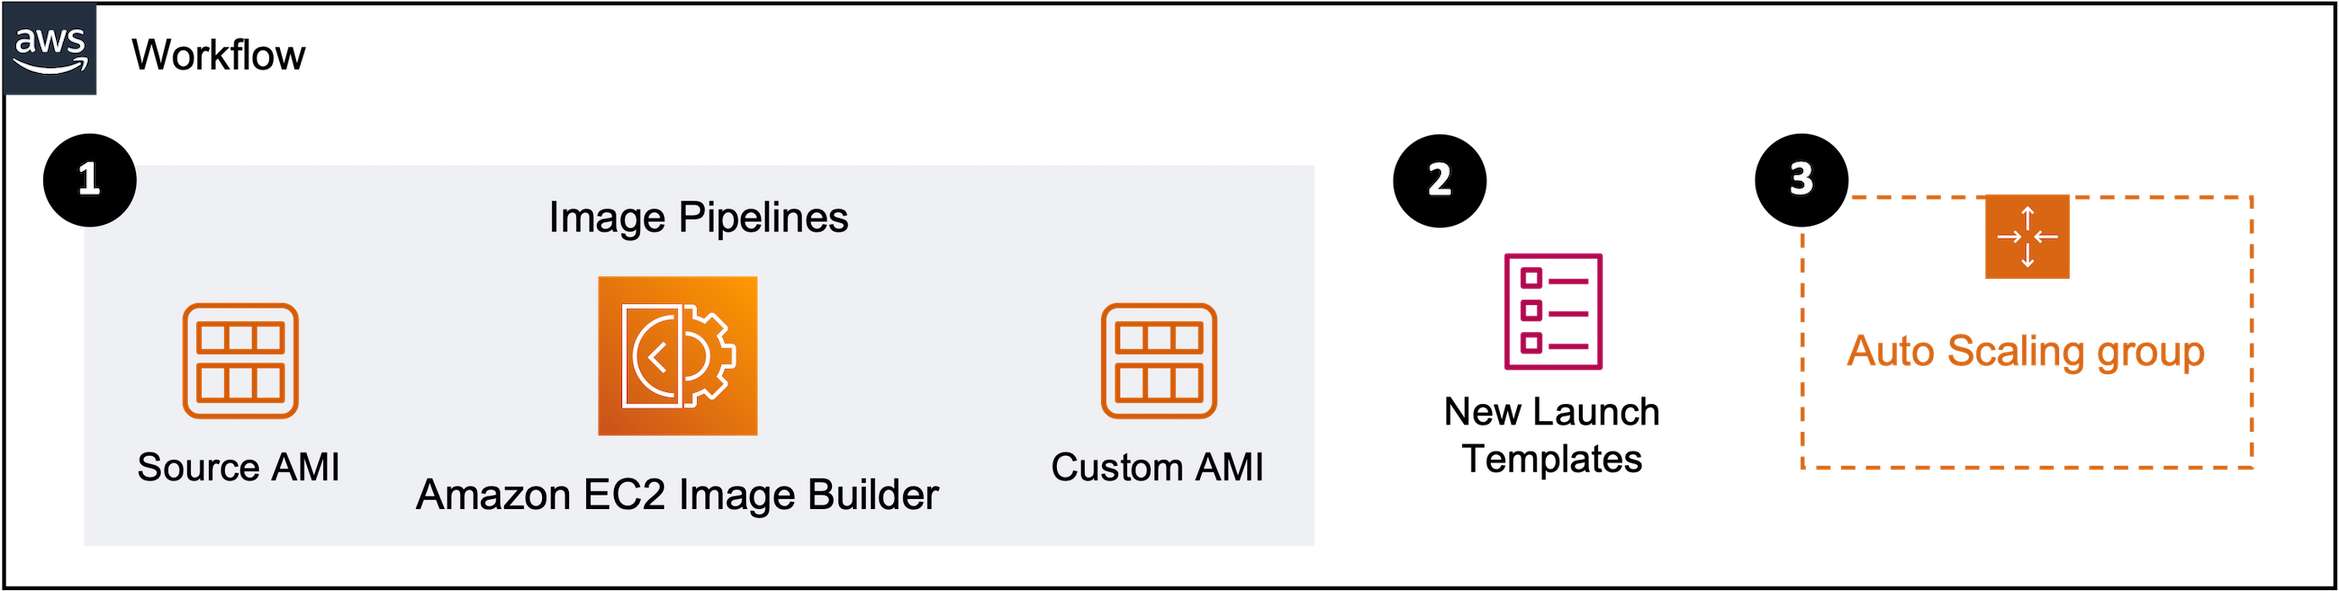 aws
Workflow
1
Image Pipelines
Source AMI
Amazon EC2 Image Builder
Custom AMI
2
New Launch
Templates
3
Auto Scaling group